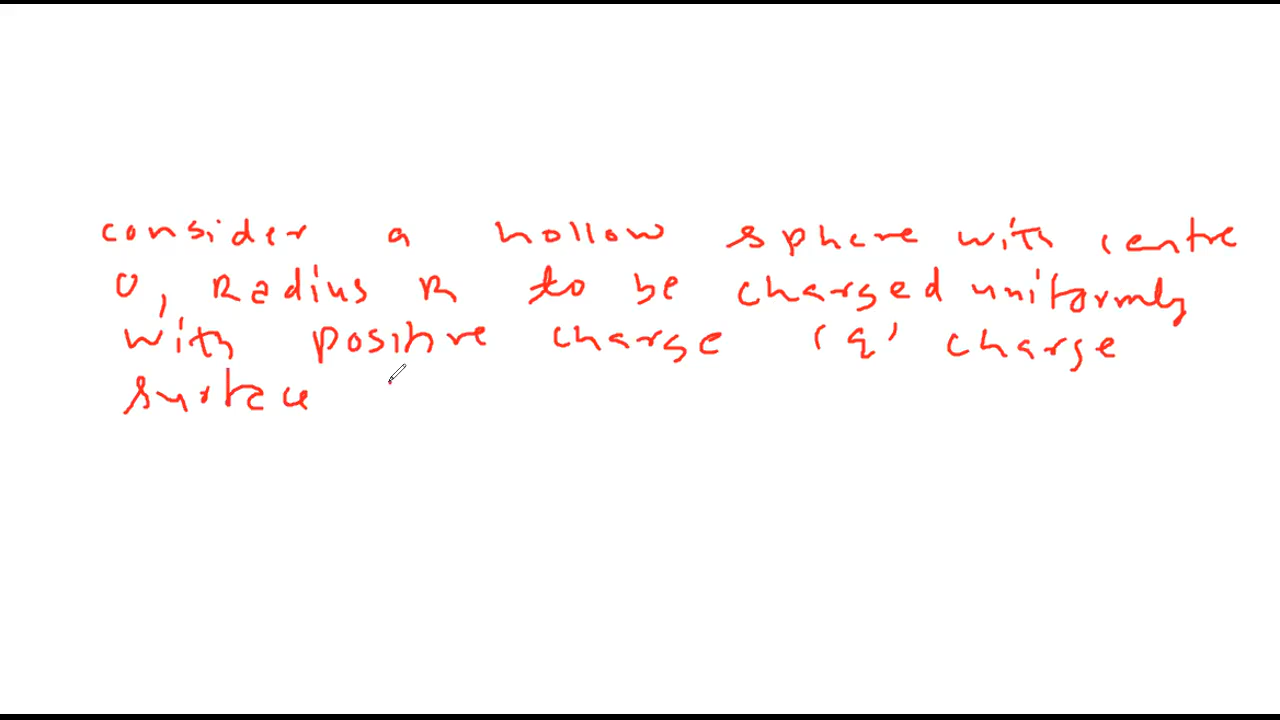 consider a hollow sphere with centre
O, Radius R to be charged uniformly
with positive charge 'q' charge
surface